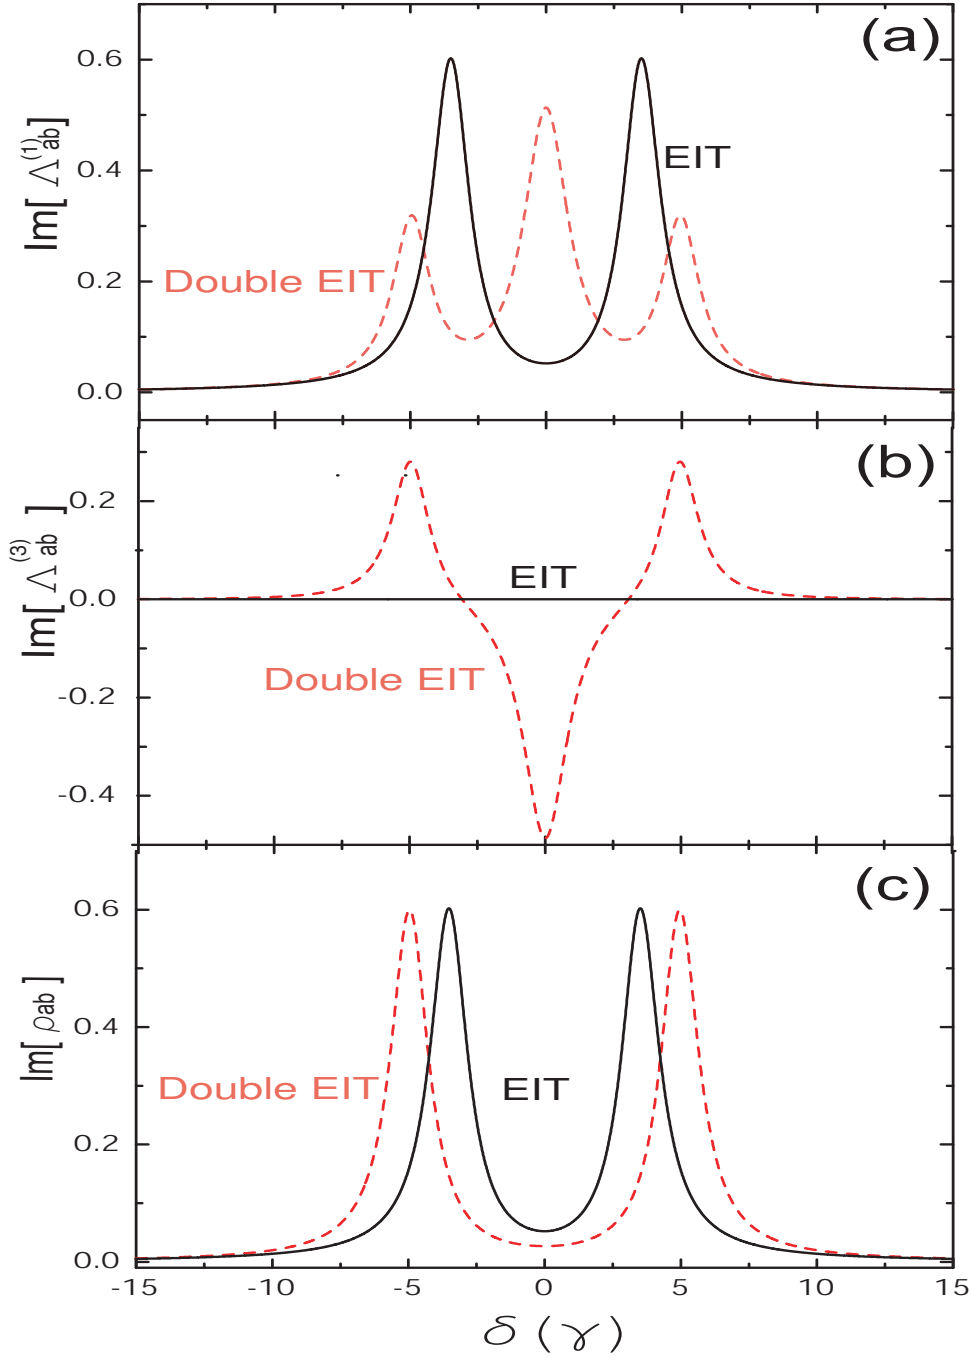 (a)
0.6
0.4
0.2
0.0
Im[ Λ(1)ab]
EIT
Double EIT
(b)
0.2
0.0
-0.2
-0.4
Im[ Λ(3)ab ]
EIT
Double EIT
(c)
0.6
0.4
0.2
0.0
Im[ ρab ]
Double EIT
EIT
-15 -10 -5 0 5 10 15
δ (γ)